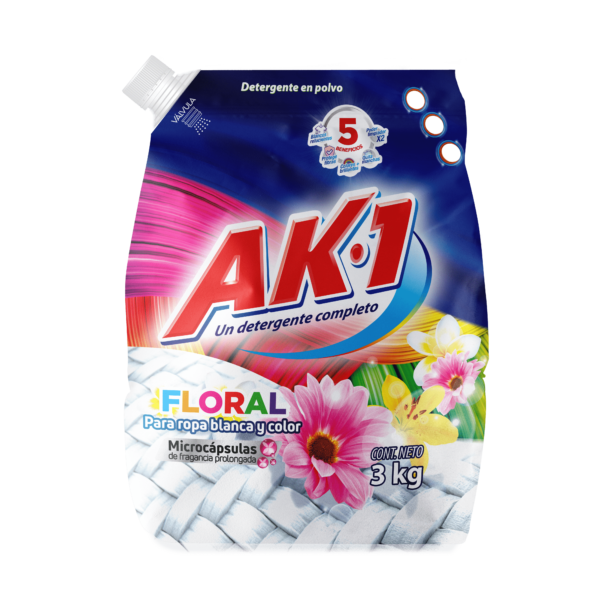 Detergente en polvo
VÁLVULA
5
BENEFICIOS
X2
AK·1
Un detergente completo
FLORAL
Para ropa blanca y color
Microcápsulas
de fragancia prolongada
CONT. NETO
3 kg